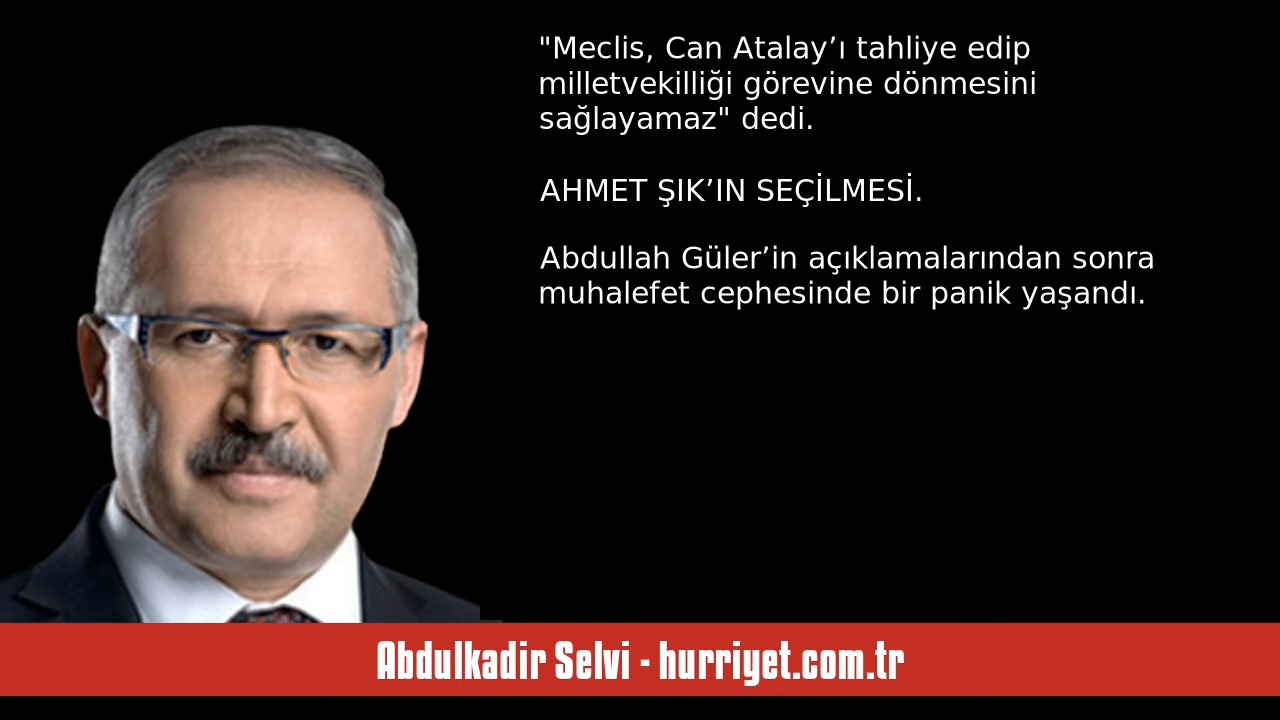 "Meclis, Can Atalay’ı tahliye edip
milletvekilliği görevine dönmesini
sağlayamaz" dedi.
AHMET ŞIK’IN SEÇİLMESİ.
Abdullah Güler’in açıklamalarından sonra
muhalefet cephesinde bir panik yaşandı.
Abdulkadir Selvi - hurriyet.com.tr